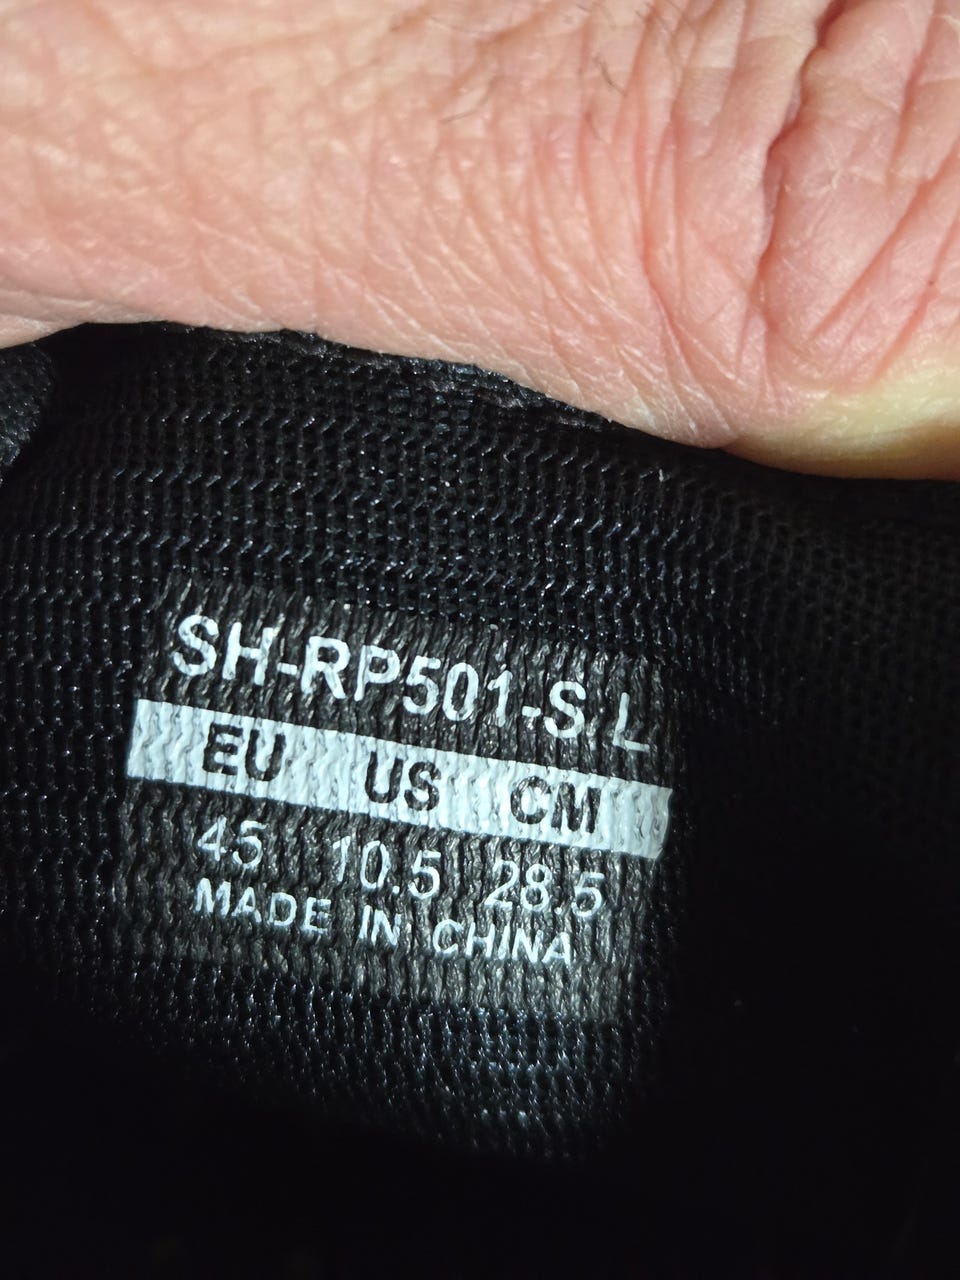 SH-RP501-S L
EU US CM
45 10.5 28.5
MADE IN CHINA